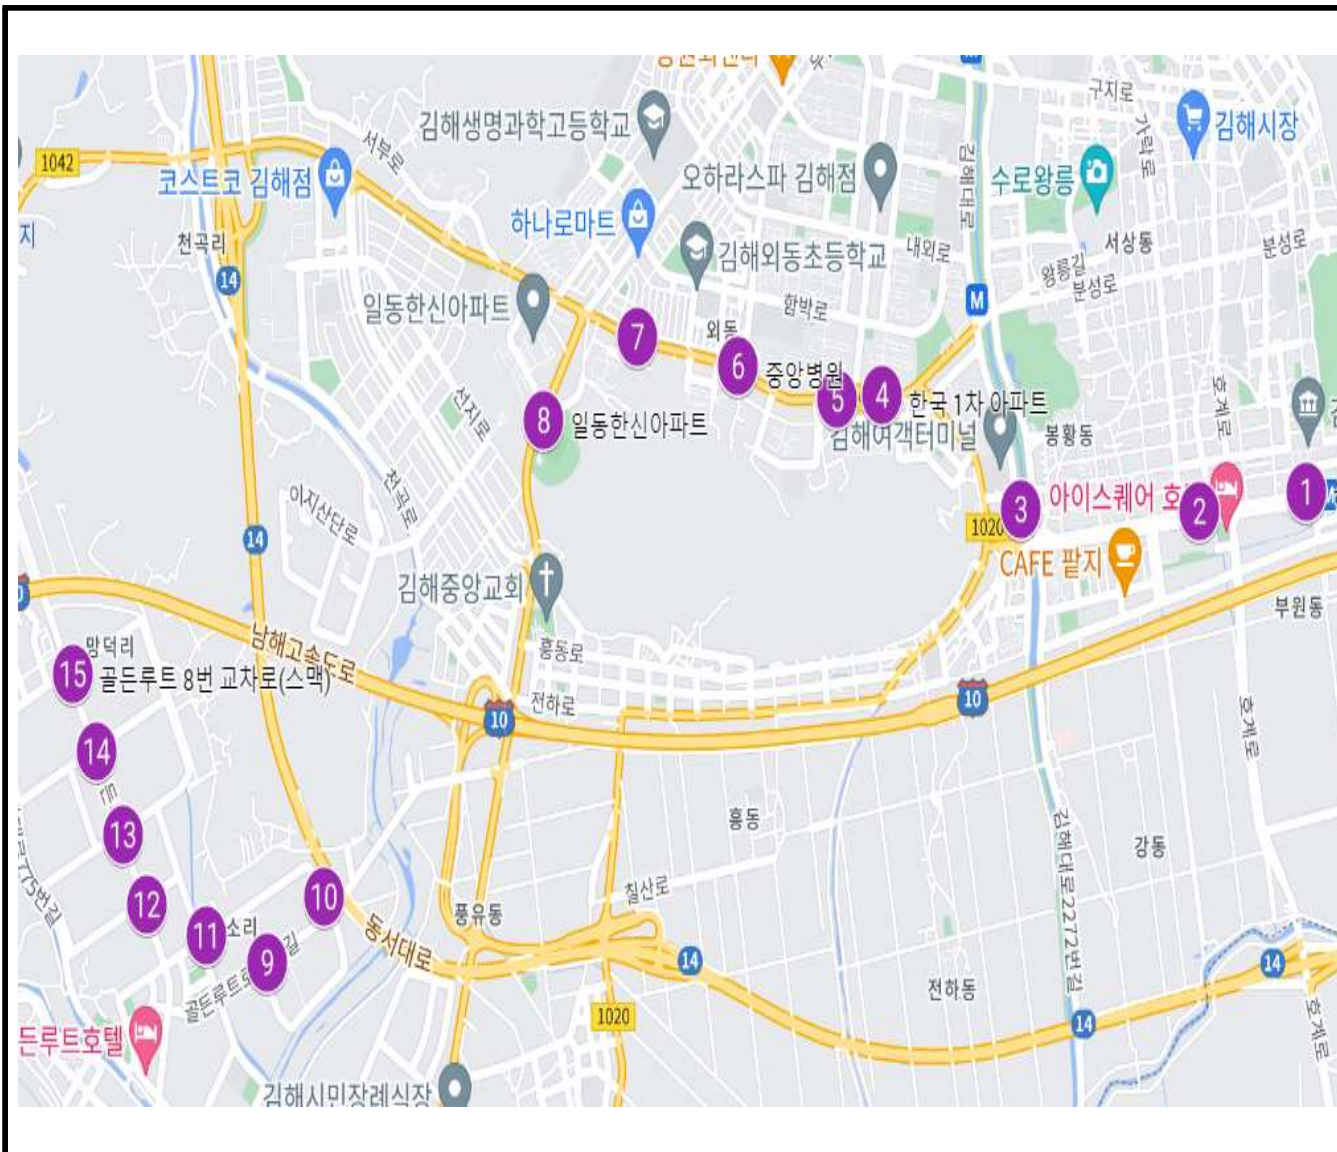 구지로
가락로
김해시장
김해생명과학고등학교
서부로
1042
코스트코 김해점
오하라스파 김해점
김해대로
수로왕릉
지
천곡리
하나로마트
김해외동초등학교
내외로
서상동
분성로
왕릉길
분성로
14
일동한신아파트
함박로
M
외동
7
6
중앙병원
5
4
한국 1차 아파트
호계로
선지로
8
일동한신아파트
김해여객터미널
봉황동
천곡로
이지산단로
3
아이스퀘어 호
2
1
1020
14
CAFE 팥지
김해중앙교회
부원동
망덕리
남해고속도로
흥동로
15
골든루트 8번 교차로(스맥)
전하로
10
10
호계로
14
13
흥동
강동
김해대로2272번길
775번길
12
10
칠산로
11
소리
9
풍유동
동서대로
14
14
전하동
1020
14
호계로
든루트호텔
김해시민장례식장